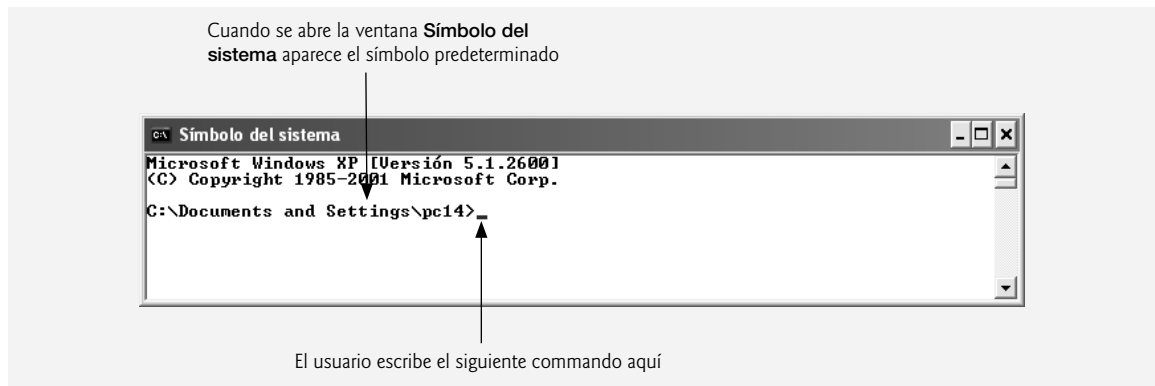 Cuando se abre la ventana Símbolo del
sistema aparece el símbolo predeterminado
C:\ Símbolo del sistema
Microsoft Windows XP [Versión 5.1.2600]
(C) Copyright 1985-2001 Microsoft Corp.
C:\Documents and Settings\pc14>_
El usuario escribe el siguiente commando aquí